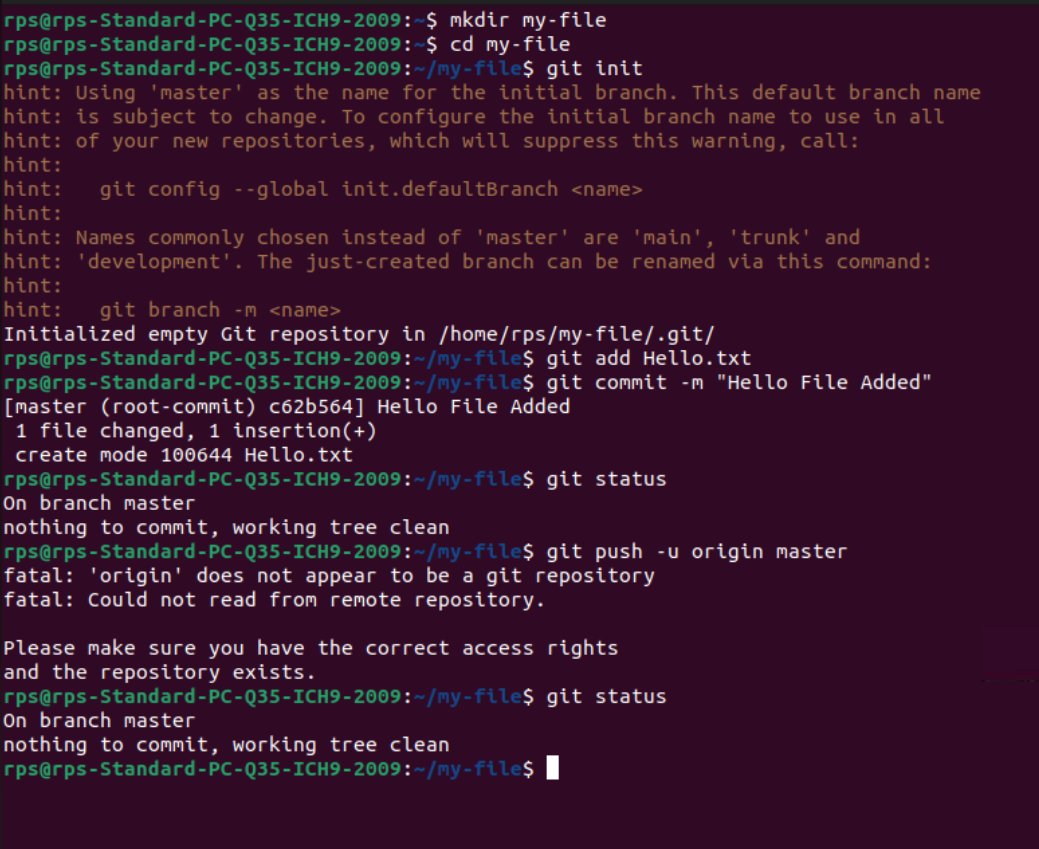 rps@rps-Standard-PC-Q35-ICH9-2009:~$ mkdir my-file
rps@rps-Standard-PC-Q35-ICH9-2009:~$ cd my-file
rps@rps-Standard-PC-Q35-ICH9-2009:~/my-file$ git init
hint: Using 'master' as the name for the initial branch. This default branch name
hint: is subject to change. To configure the initial branch name to use in all
hint: of your new repositories, which will suppress this warning, call:
hint:
hint:   git config --global init.defaultBranch <name>
hint:
hint: Names commonly chosen instead of 'master' are 'main', 'trunk' and
hint: 'development'. The just-created branch can be renamed via this command:
hint:
hint:   git branch -m <name>
Initialized empty Git repository in /home/rps/my-file/.git/
rps@rps-Standard-PC-Q35-ICH9-2009:~/my-file$ git add Hello.txt
rps@rps-Standard-PC-Q35-ICH9-2009:~/my-file$ git commit -m "Hello File Added"
[master (root-commit) c62b564] Hello File Added
 1 file changed, 1 insertion(+)
 create mode 100644 Hello.txt
rps@rps-Standard-PC-Q35-ICH9-2009:~/my-file$ git status
On branch master
nothing to commit, working tree clean
rps@rps-Standard-PC-Q35-ICH9-2009:~/my-file$ git push -u origin master
fatal: 'origin' does not appear to be a git repository
fatal: Could not read from remote repository.

Please make sure you have the correct access rights
and the repository exists.
rps@rps-Standard-PC-Q35-ICH9-2009:~/my-file$ git status
On branch master
nothing to commit, working tree clean
rps@rps-Standard-PC-Q35-ICH9-2009:~/my-file$